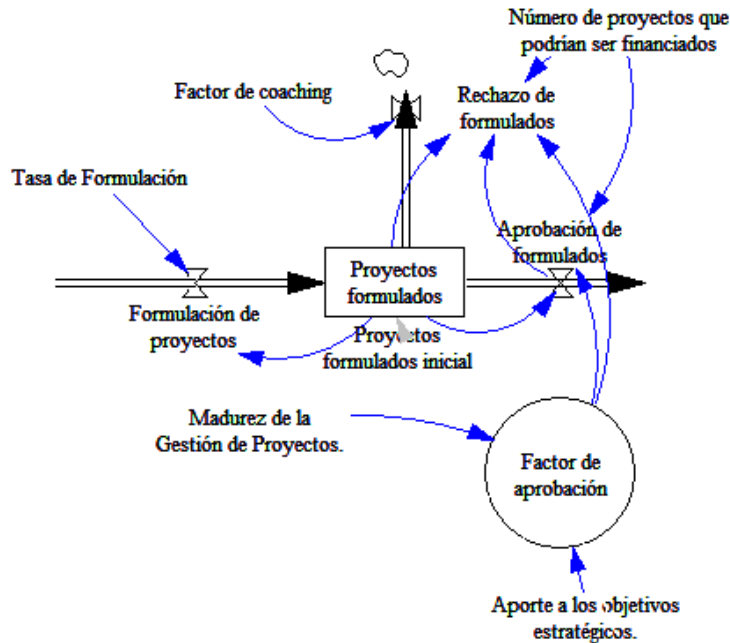 Número de proyectos que
podrían ser financiados
Factor de coaching
Rechazo de
formulados
Tasa de Formulación
Aprobación de
formulados
Proyectos
formulados
Formulación de
proyectos
Proyectos
formulados inicial
Madurez de la
Gestión de Proyectos.
Factor de
aprobación
Aporte a los objetivos
estratégicos.